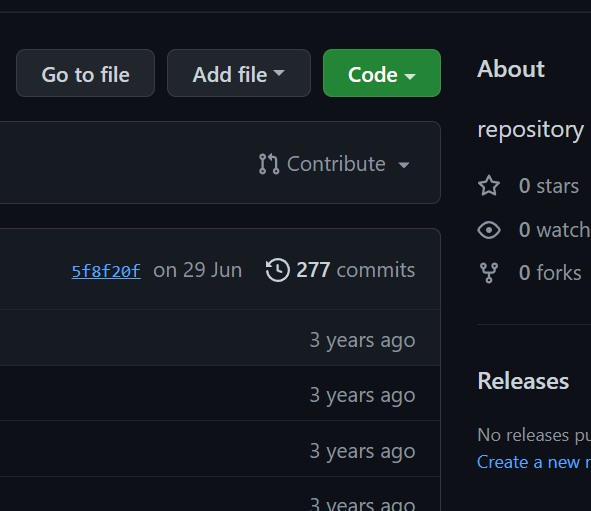 Go to file Add file Code
About
repository
Contribute
0 stars
0 watch
0 forks
5f8f20f on 29 Jun 277 commits
3 years ago
3 years ago
3 years ago
3 years ago
Releases
No releases
Create a new